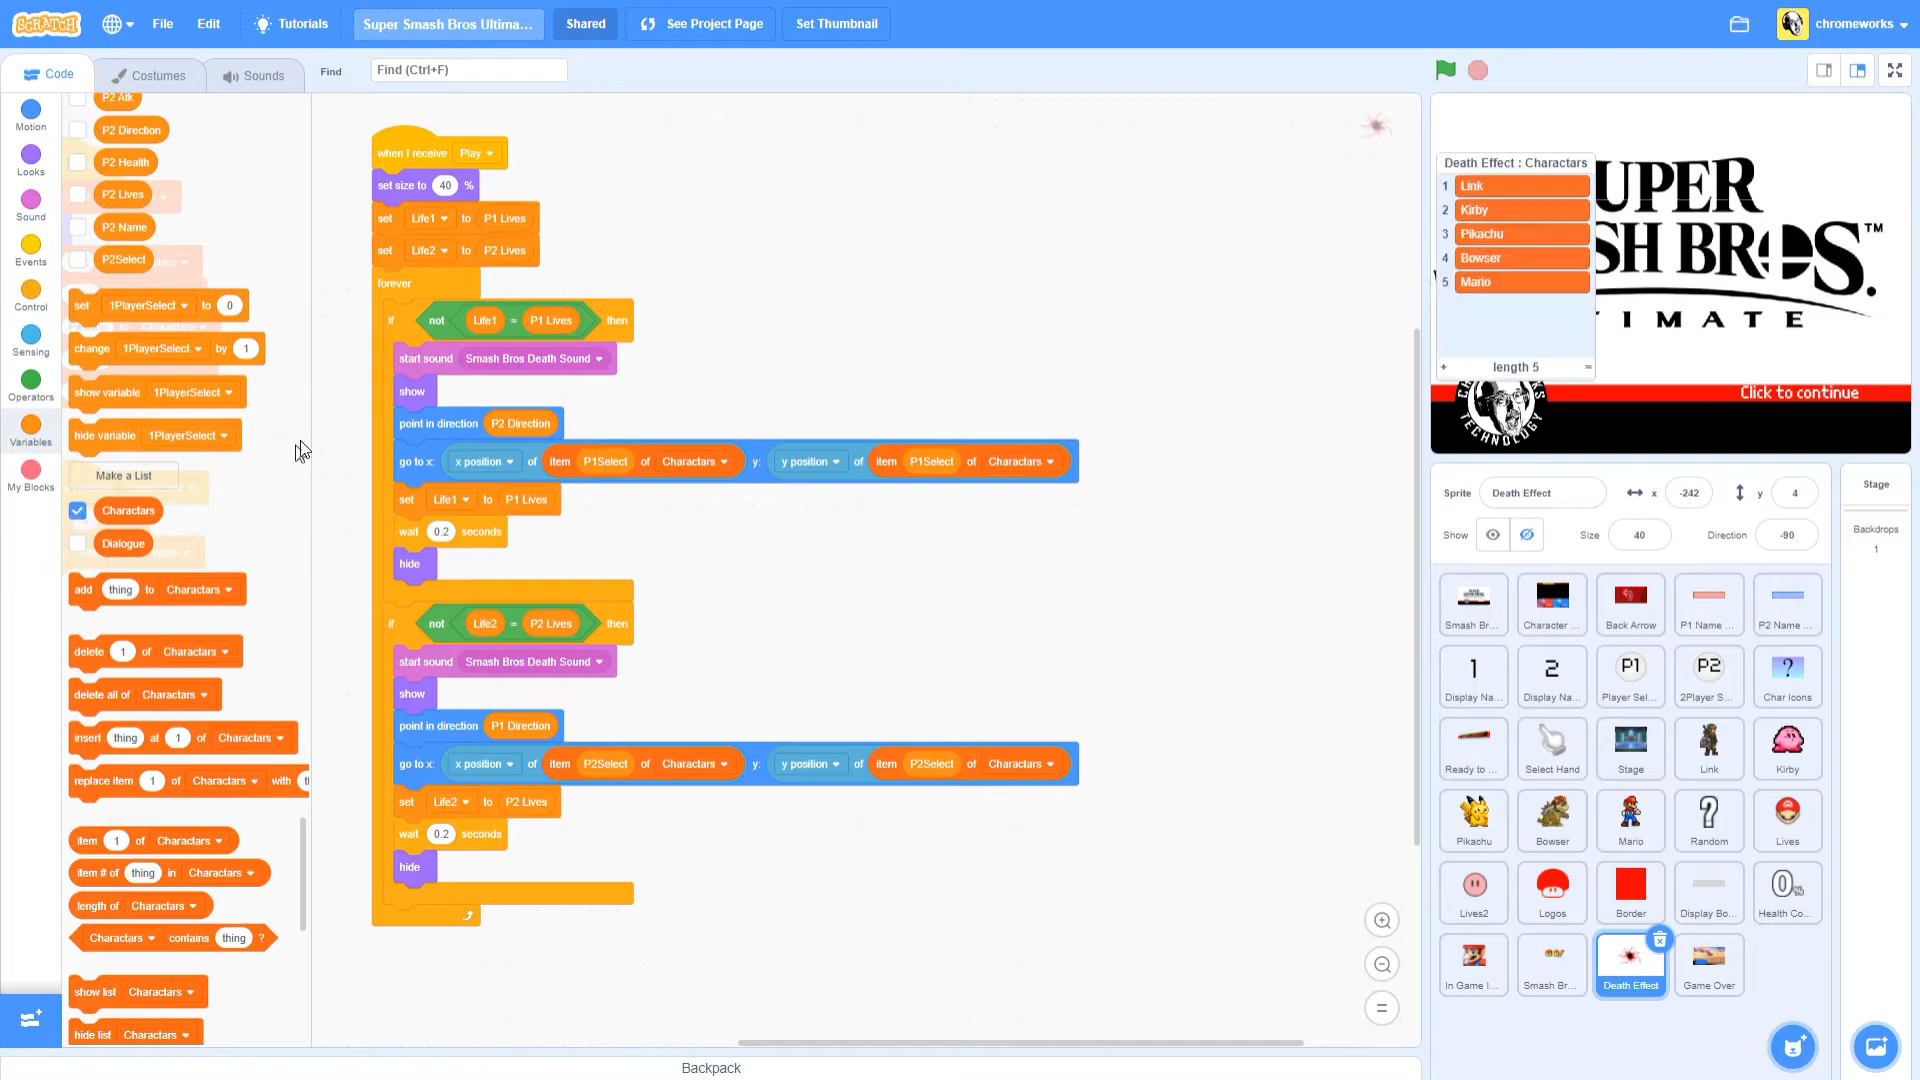 SCRATCH
File
Edit
Tutorials
Super Smash Bros Ultima...
Shared
See Project Page
Set Thumbnail
chromeworks
Code
Costumes
Sounds
Find
Find (Ctrl+F)
Motion
Looks
Sound
Events
Control
Sensing
Operators
Variables
My Blocks
P2 Atk
P2 Direction
P2 Health
P2 Lives
P2 Name
P2Select
set 1PlayerSelect to 0
change 1PlayerSelect by 1
show variable 1PlayerSelect
hide variable 1PlayerSelect
Make a List
Charactars
Dialogue
add thing to Charactars
delete 1 of Charactars
delete all of Charactars
insert thing at 1 of Charactars
replace item 1 of Charactars with
item 1 of Charactars
item # of thing in Charactars
length of Charactars
Charactars contains thing ?
show list Charactars
hide list Charactars
when I receive Play
set size to 40 %
set Life1 to P1 Lives
set Life2 to P2 Lives
forever
if not Life1 = P1 Lives then
start sound Smash Bros Death Sound
show
point in direction P2 Direction
go to x: x position of item P1Select of Charactars y: y position of item P1Select of Charactars
set Life1 to P1 Lives
wait 0.2 seconds
hide
if not Life2 = P2 Lives then
start sound Smash Bros Death Sound
show
point in direction P1 Direction
go to x: x position of item P2Select of Charactars y: y position of item P2Select of Charactars
set Life2 to P2 Lives
wait 0.2 seconds
hide
Backpack
Death Effect : Charactars
1 Link
2 Kirby
3 Pikachu
4 Bowser
5 Mario
+ length 5 =
UPER
SH BROS.™
TIMATE
Click to continue
TECHNOLOGY
Sprite Death Effect x -242 y 4
Show Size 40 Direction -90
Smash Br...
Character ...
Back Arrow
P1 Name ...
P2 Name ...
1
2
P1
P2
?
Display Na...
Display Na...
Player Sel...
2Player S...
Char Icons
Ready to ...
Select Hand
Stage
Link
Kirby
Pikachu
Bowser
Mario
Random
Lives
0%
Lives2
Logos
Border
Display Bo...
Health Co...
In Game I...
Smash Br...
Death Effect
Game Over
Stage
Backdrops
1